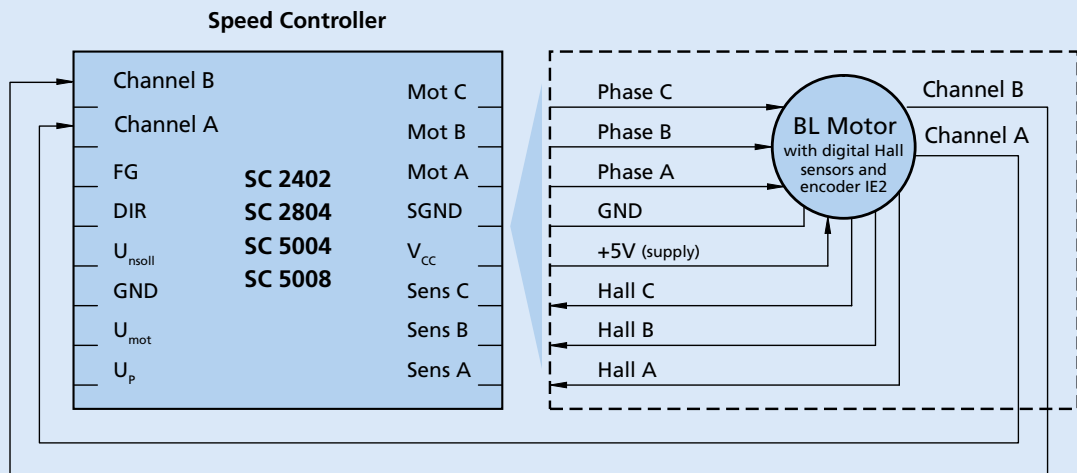 Speed Controller
Channel B
Channel A
FG
DIR
Unsoll
GND
Umot
UP
SC 2402
SC 2804
SC 5004
SC 5008
Mot C
Mot B
Mot A
SGND
VCC
Sens C
Sens B
Sens A
Phase C
Phase B
Phase A
GND
+5V (supply)
Hall C
Hall B
Hall A
BL Motor
with digital Hall
sensors and
encoder IE2
Channel B
Channel A